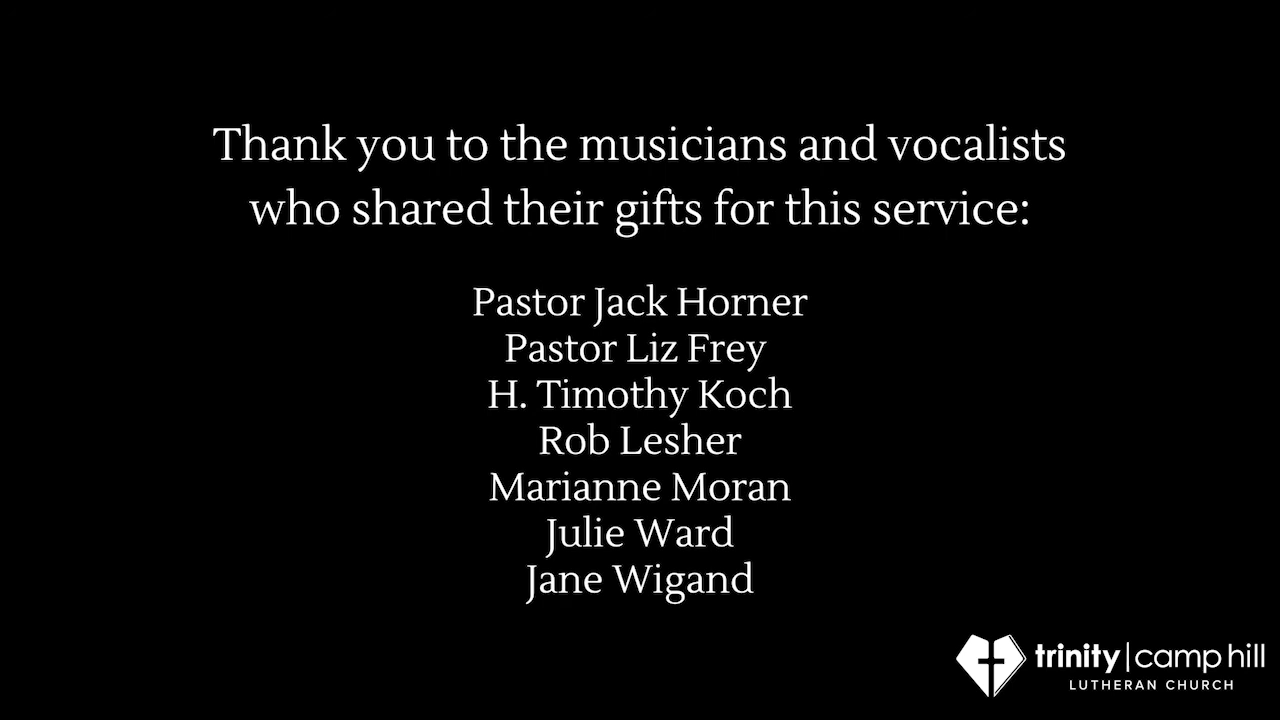 Thank you to the musicians and vocalists
who shared their gifts for this service:
Pastor Jack Horner
Pastor Liz Frey
H. Timothy Koch
Rob Lesher
Marianne Moran
Julie Ward
Jane Wigand
trinity | camp hill
LUTHERAN CHURCH